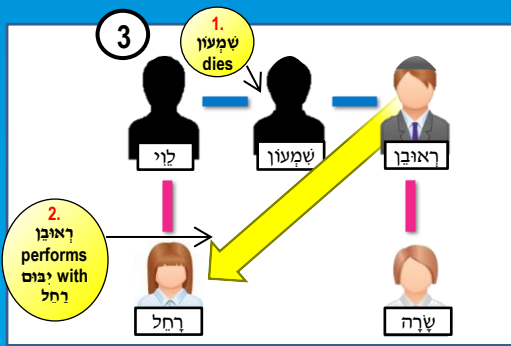 3
1.
שִׁמְעוֹן
dies
לֵוִי
שִׁמְעוֹן
רְאוּבֵן
2.
רְאוּבֵן
performs
יִבּוּם with
רָחֵל
רָחֵל
שָׂרָה